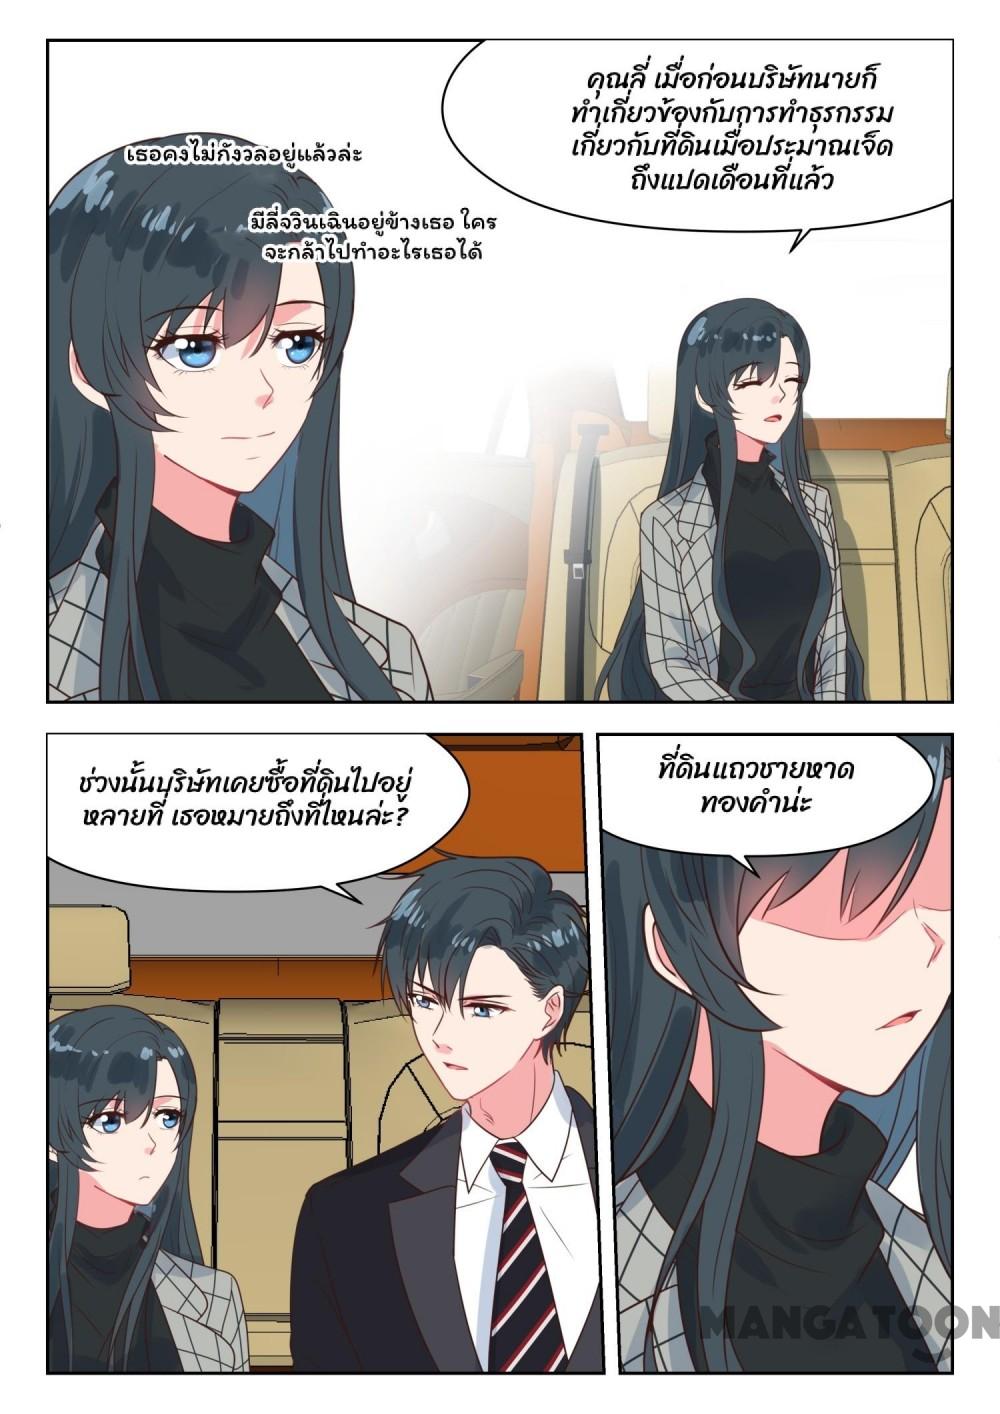 เธอคงไม่กังวลอยู่แล้วล่ะ
มีลี่จวินเฉินอยู่ข้างเธอ ใคร
จะกล้าไปทำอะไรเธอได้
คุณลี่ เมื่อก่อนบริษัทนายก็
ทำเกี่ยวข้องกับการทำธุรกรรม
เกี่ยวกับที่ดินเมื่อประมาณเจ็ด
ถึงแปดเดือนที่แล้ว
ช่วงนั้นบริษัทเคยซื้อที่ดินไปอยู่
หลายที่ เธอหมายถึงที่ไหนล่ะ?
ที่ดินแถวชายหาด
ทองคำน่ะ
MANGATOON